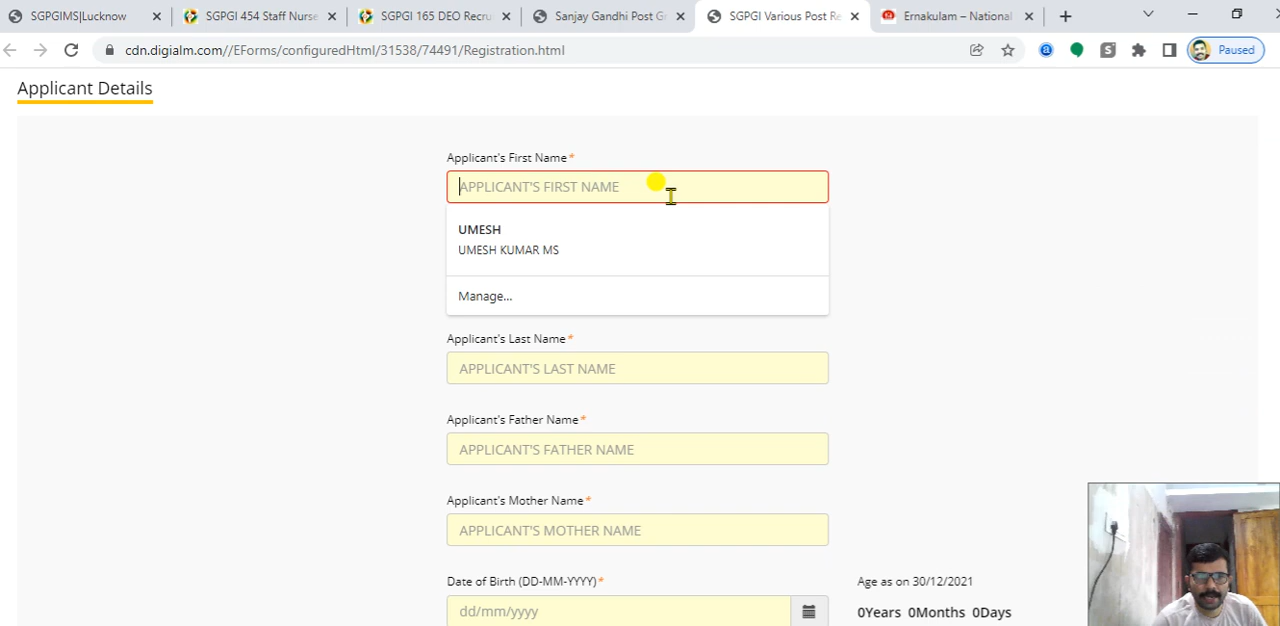 SGPGIMS|Lucknow
SGPGI 454 Staff Nurse
SGPGI 165 DEO Recru
Sanjay Gandhi Post Gr
SGPGI Various Post Re
Ernakulam – National
cdn.digialm.com//EForms/configuredHtml/31538/74491/Registration.html
Paused
Applicant Details
Applicant's First Name*
APPLICANT'S FIRST NAME
UMESH
UMESH KUMAR MS
Manage...
Applicant's Last Name*
APPLICANT'S LAST NAME
Applicant's Father Name*
APPLICANT'S FATHER NAME
Applicant's Mother Name*
APPLICANT'S MOTHER NAME
Date of Birth (DD-MM-YYYY)*
Age as on 30/12/2021
dd/mm/yyyy
0Years 0Months 0Days